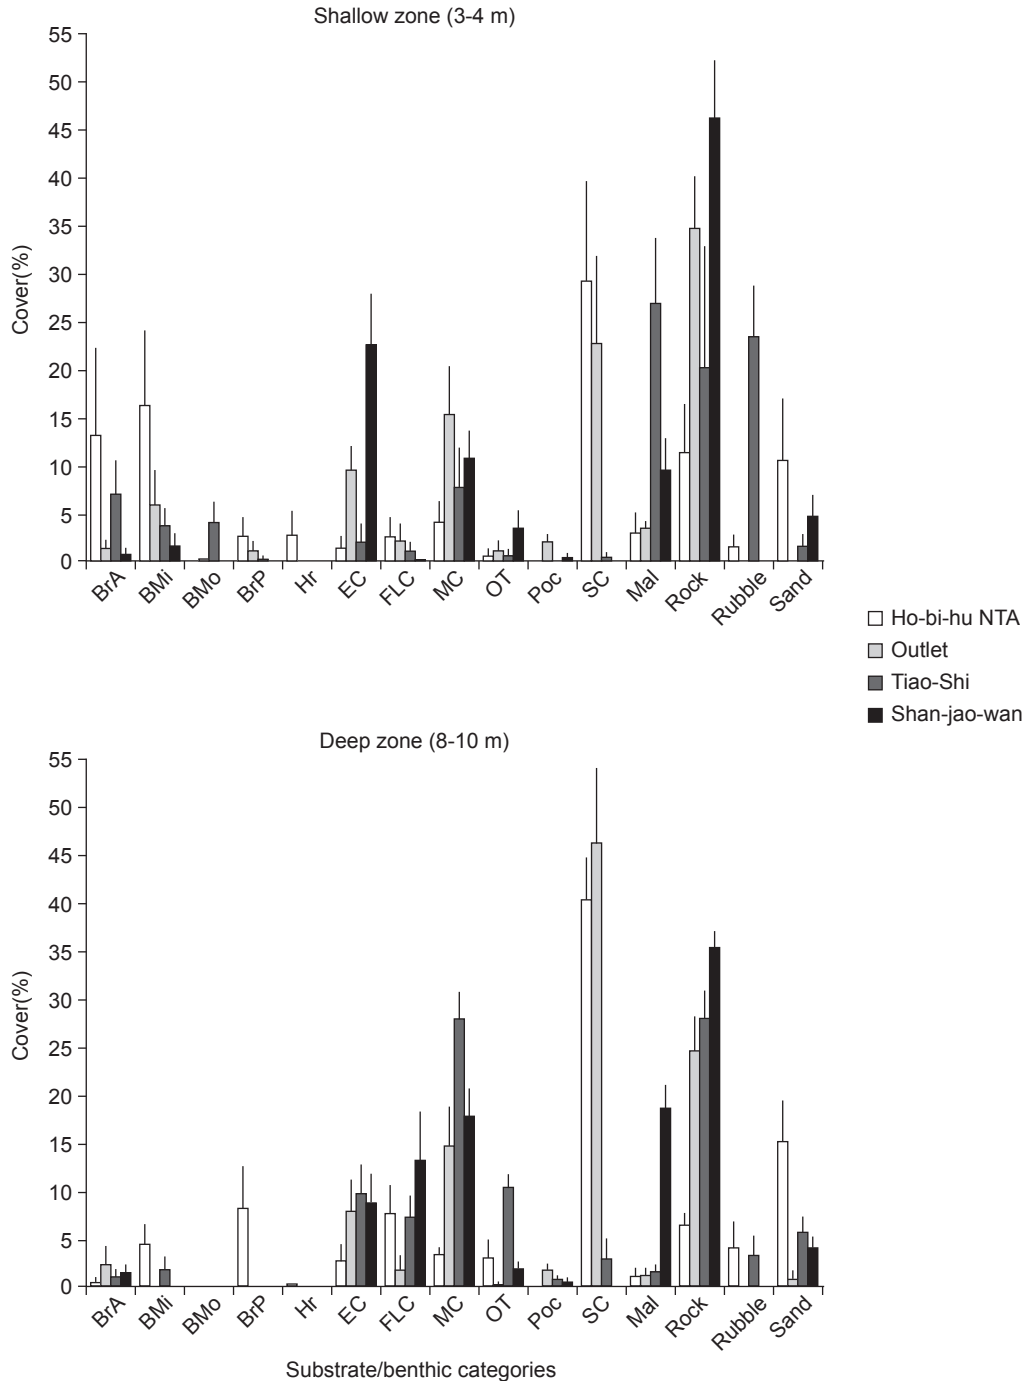 Shallow zone (3-4 m)
55
50
45
40
35
30
25
20
15
10
5
0
Cover(%)
BrA
BMi
BMo
BrP
Hr
EC
FLC
MC
OT
Poc
SC
Mal
Rock
Rubble
Sand
Ho-bi-hu NTA
Outlet
Tiao-Shi
Shan-jao-wan
Deep zone (8-10 m)
55
50
45
40
35
30
25
20
15
10
5
0
Cover(%)
BrA
BMi
BMo
BrP
Hr
EC
FLC
MC
OT
Poc
SC
Mal
Rock
Rubble
Sand
Substrate/benthic categories